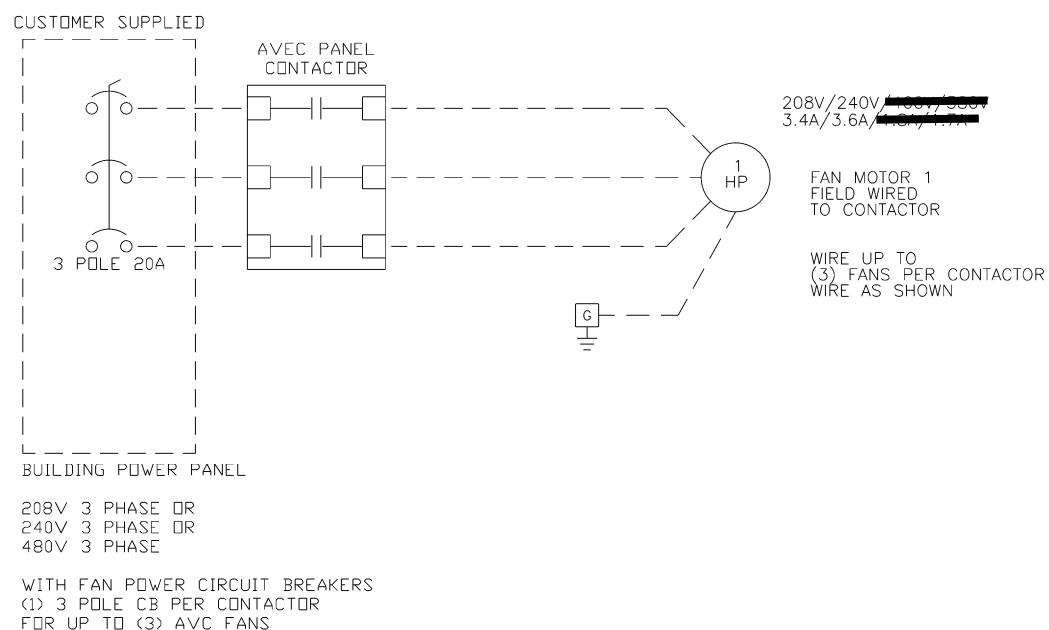 CUSTOMER SUPPLIED
AVEC PANEL
CONTACTOR
208V/240V/
3.4A/3.6A/
1
HP
FAN MOTOR 1
FIELD WIRED
TO CONTACTOR
3 POLE 20A
WIRE UP TO
(3) FANS PER CONTACTOR
WIRE AS SHOWN
G
BUILDING POWER PANEL
208V 3 PHASE OR
240V 3 PHASE OR
480V 3 PHASE
WITH FAN POWER CIRCUIT BREAKERS
(1) 3 POLE CB PER CONTACTOR
FOR UP TO (3) AVC FANS